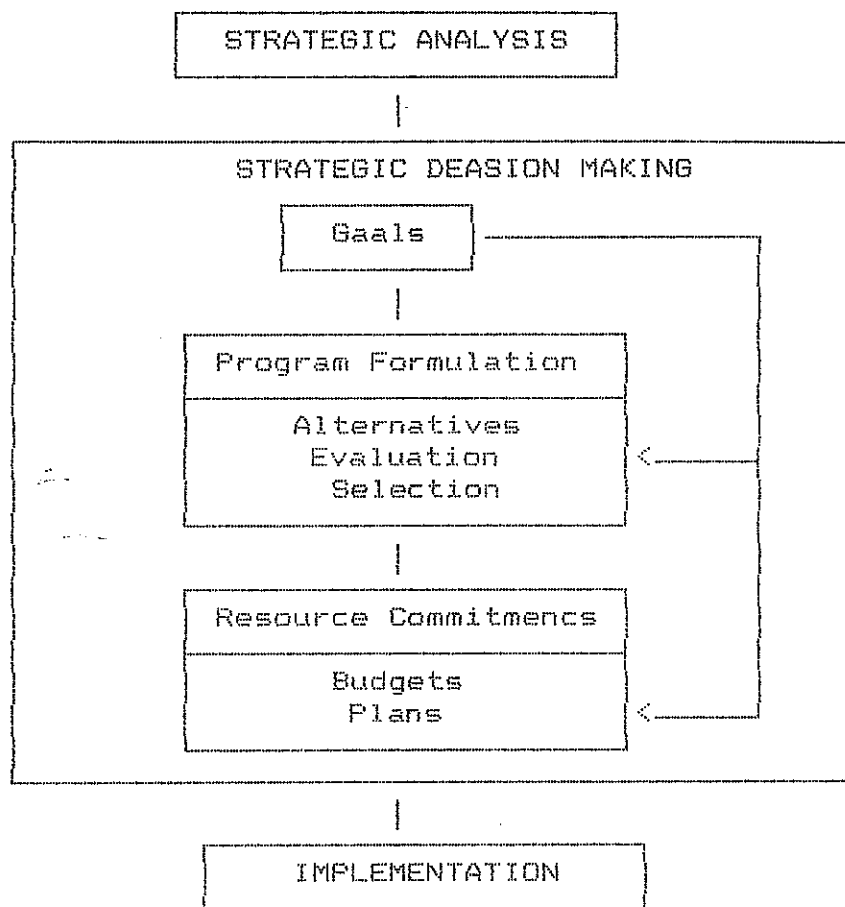 STRATEGIC ANALYSIS
STRATEGIC DEASION MAKING
Gaals
Program Formulation
Alternatives
Evaluation
Selection
Resource Commitmencs
Budgets
Plans
IMPLEMENTATION